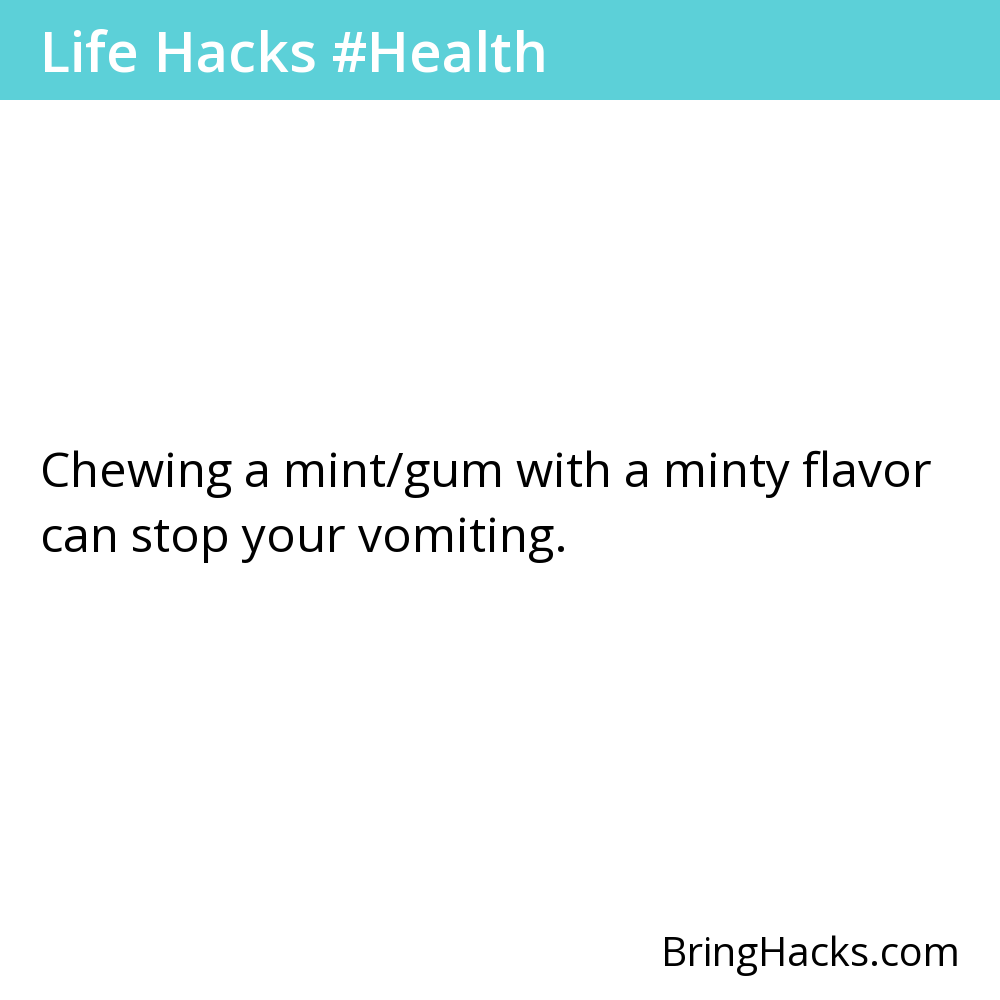 Life Hacks #Health
Chewing a mint/gum with a minty flavor
can stop your vomiting.
BringHacks.com